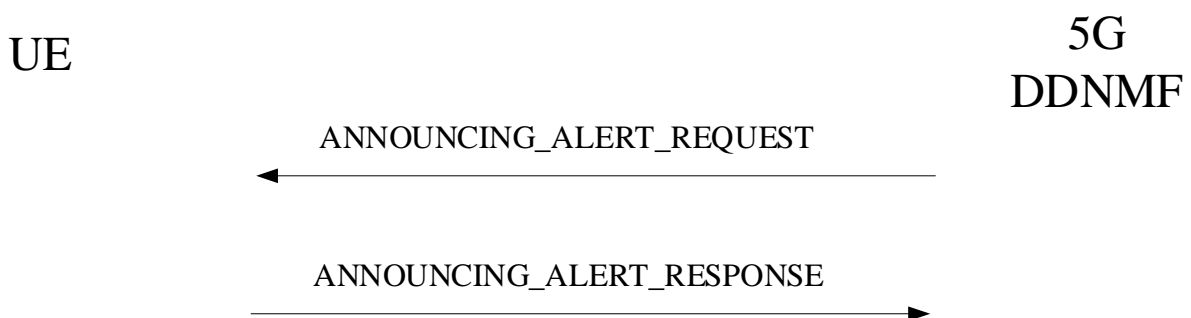 UE
5G
DDNMF
ANNOUNCING_ALERT_REQUEST
ANNOUNCING_ALERT_RESPONSE